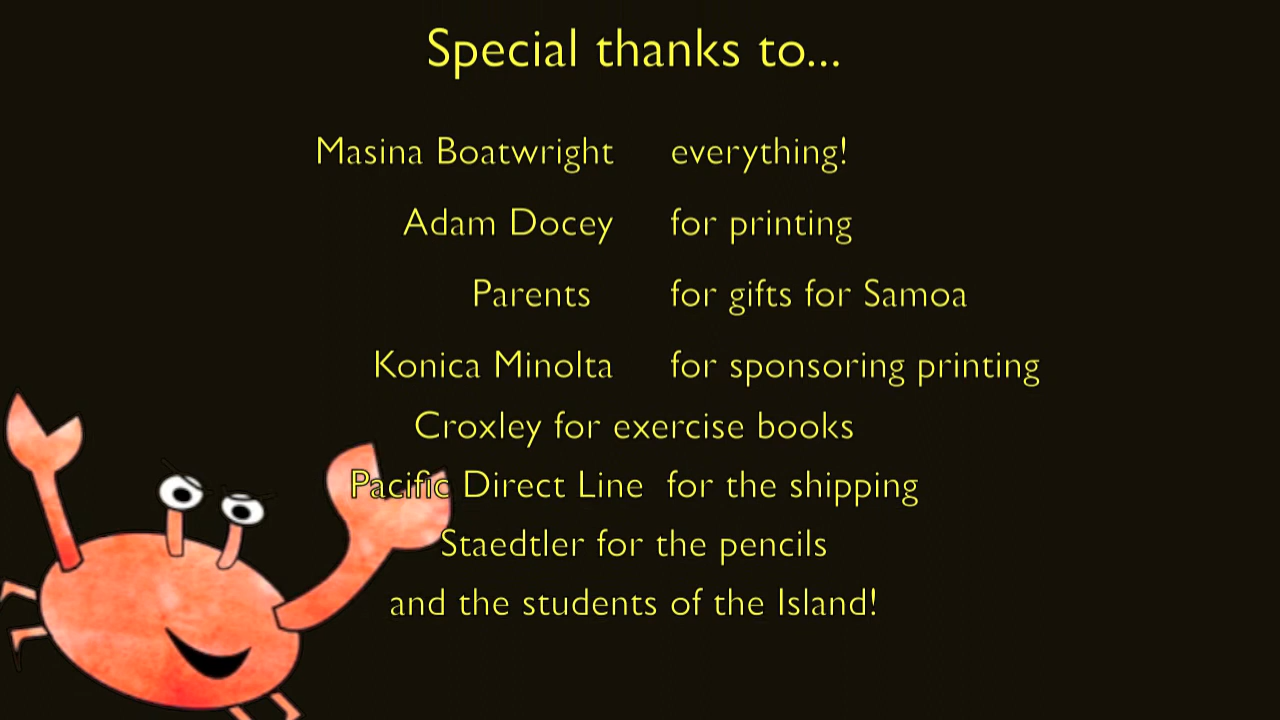 Special thanks to...
Masina Boatwright everything!
Adam Docey for printing
Parents for gifts for Samoa
Konica Minolta for sponsoring printing
Croxley for exercise books
Pacific Direct Line for the shipping
Staedtler for the pencils
and the students of the Island!